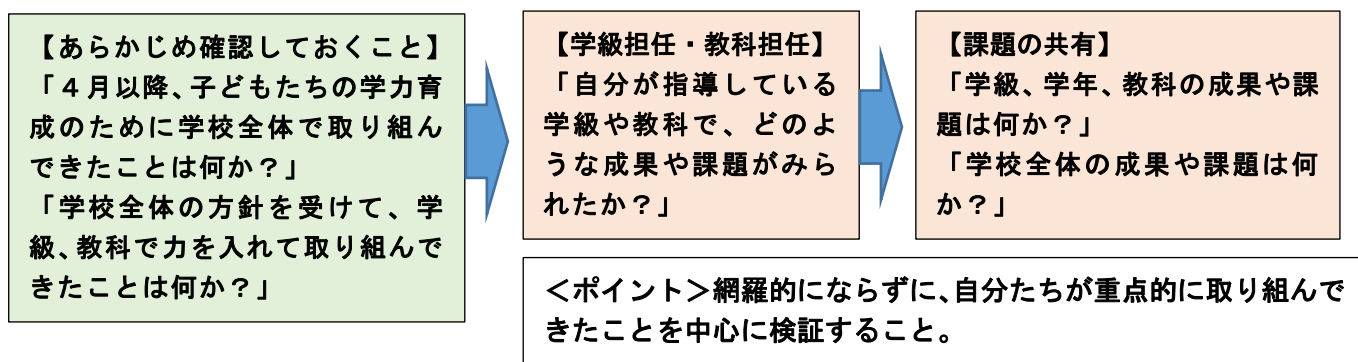 【あらかじめ確認しておくこと】
「４月以降、子どもたちの学力育
成のために学校全体で取り組ん
できたことは何か？」
「学校全体の方針を受けて、学
級、教科で力を入れて取り組んで
きたことは何か？」
【学級担任・教科担任】
「自分が指導している
学級や教科で、どのよ
うな成果や課題がみら
れたか？」
【課題の共有】
「学級、学年、教科の成果や課
題は何か？」
「学校全体の成果や課題は何
か？」
＜ポイント＞網羅的にならずに、自分たちが重点的に取り組んで
きたことを中心に検証すること。